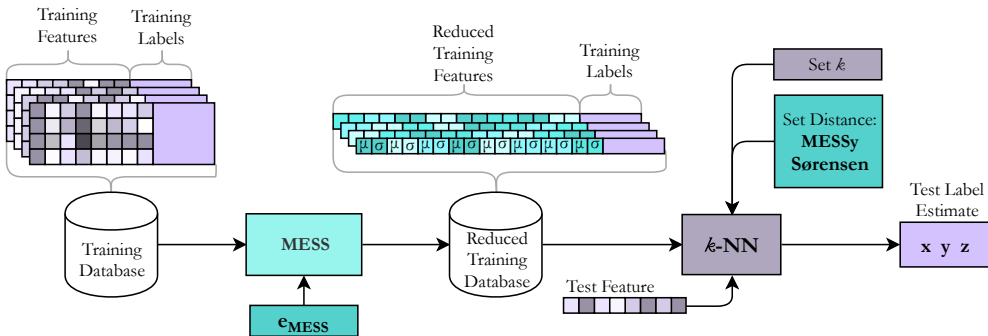 Training
Features
Training
Labels
Reduced
Training
Features
Training
Labels
μ σ μ σ μ σ μ σ μ σ μ σ μ σ μ σ
Set k
Set Distance:
MESSy
Sørensen
Training
Database
MESS
Reduced
Training
Database
k-NN
Test Label
Estimate
x y z
Test Feature
eMESS